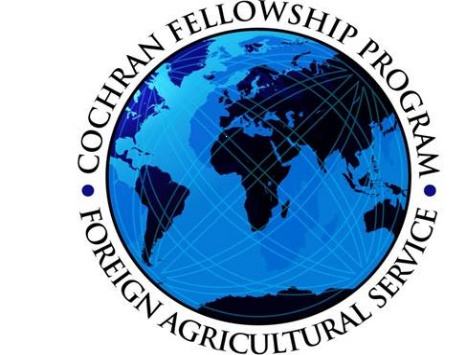 COCHRAN FELLOWSHIP PROGRAM
FOREIGN AGRICULTURAL SERVICE